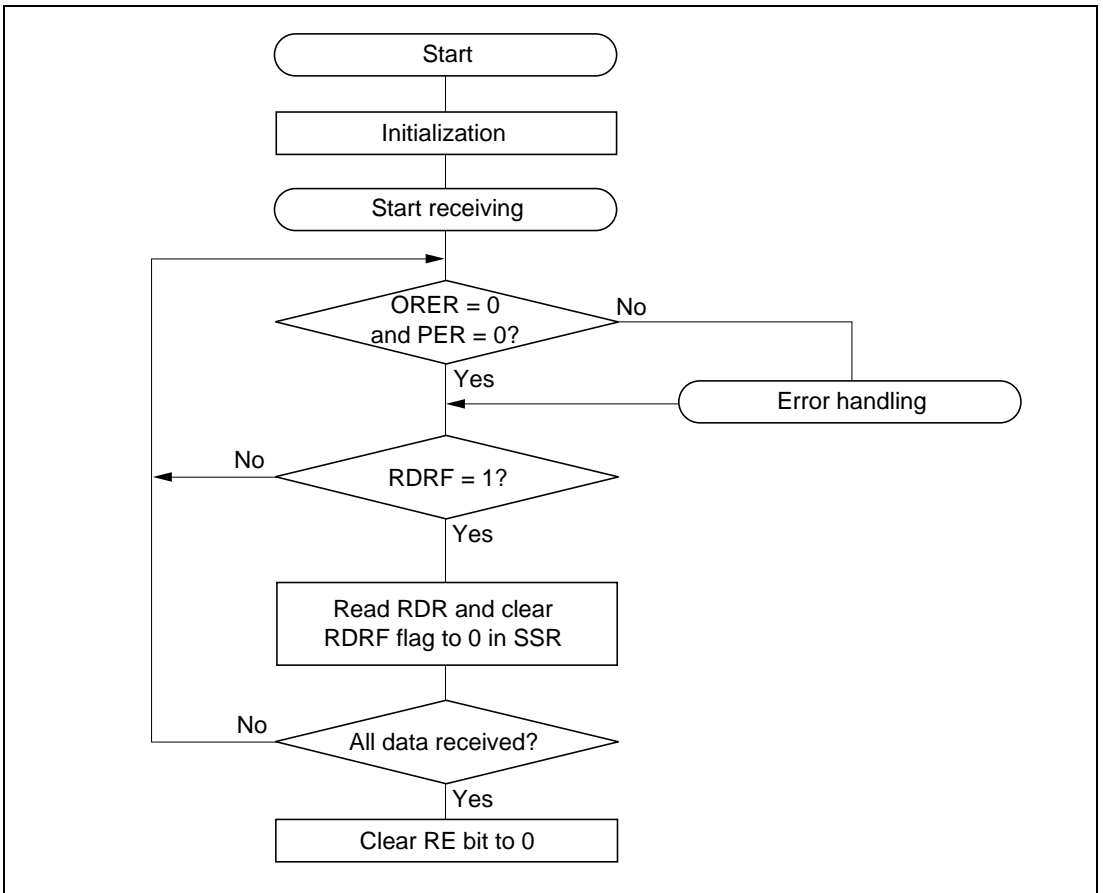 Start
Initialization
Start receiving
ORER = 0
and PER = 0?
No
Yes
Error handling
No
RDRF = 1?
Yes
Read RDR and clear
RDRF flag to 0 in SSR
No
All data received?
Yes
Clear RE bit to 0